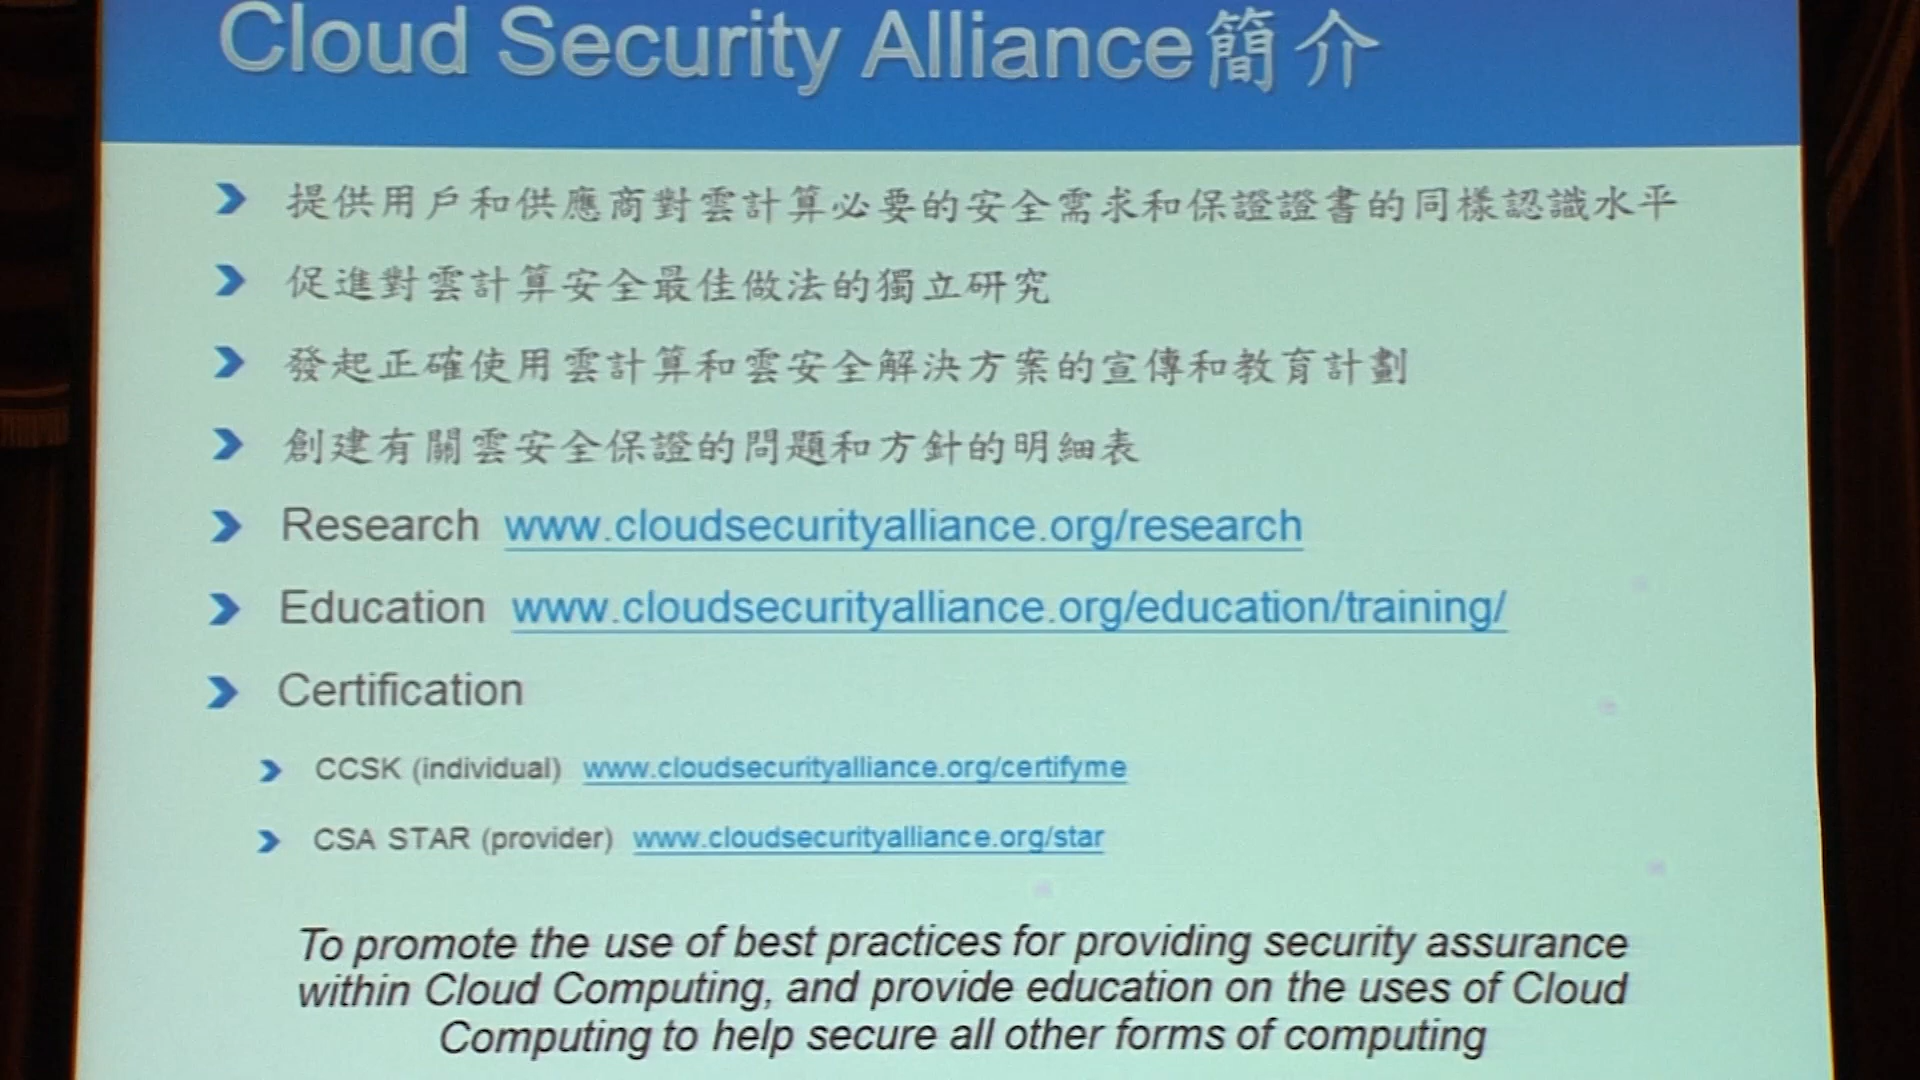 Cloud Security Alliance簡介
提供用戶和供應商對雲計算必要的安全需求和保證證書的同樣認識水平
促進對雲計算安全最佳做法的獨立研究
發起正確使用雲計算和雲安全解決方案的宣傳和教育計劃
創建有關雲安全保證的問題和方針的明細表
Research www.cloudsecurityalliance.org/research
Education www.cloudsecurityalliance.org/education/training/
Certification
CCSK (individual) www.cloudsecurityalliance.org/certifyme
CSA STAR (provider) www.cloudsecurityalliance.org/star
To promote the use of best practices for providing security assurance
within Cloud Computing, and provide education on the uses of Cloud
Computing to help secure all other forms of computing